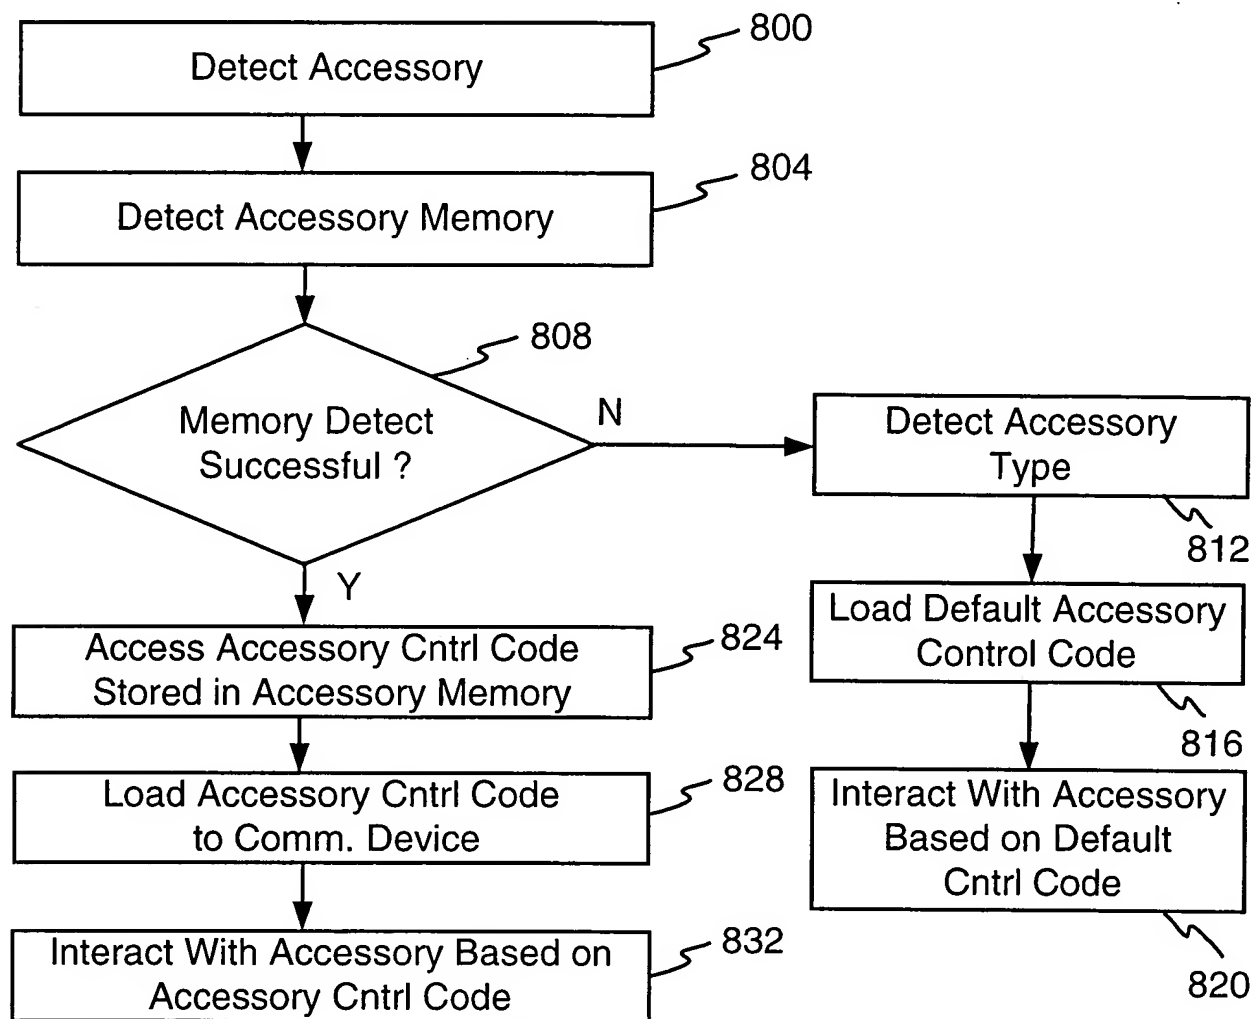 800
Detect Accessory
804
Detect Accessory Memory
808
Memory Detect
Successful ?
N
Y
Detect Accessory
Type
812
Load Default Accessory
Control Code
816
Interact With Accessory
Based on Default
Cntrl Code
820
Access Accessory Cntrl Code
Stored in Accessory Memory
824
Load Accessory Cntrl Code
to Comm. Device
828
Interact With Accessory Based on
Accessory Cntrl Code
832